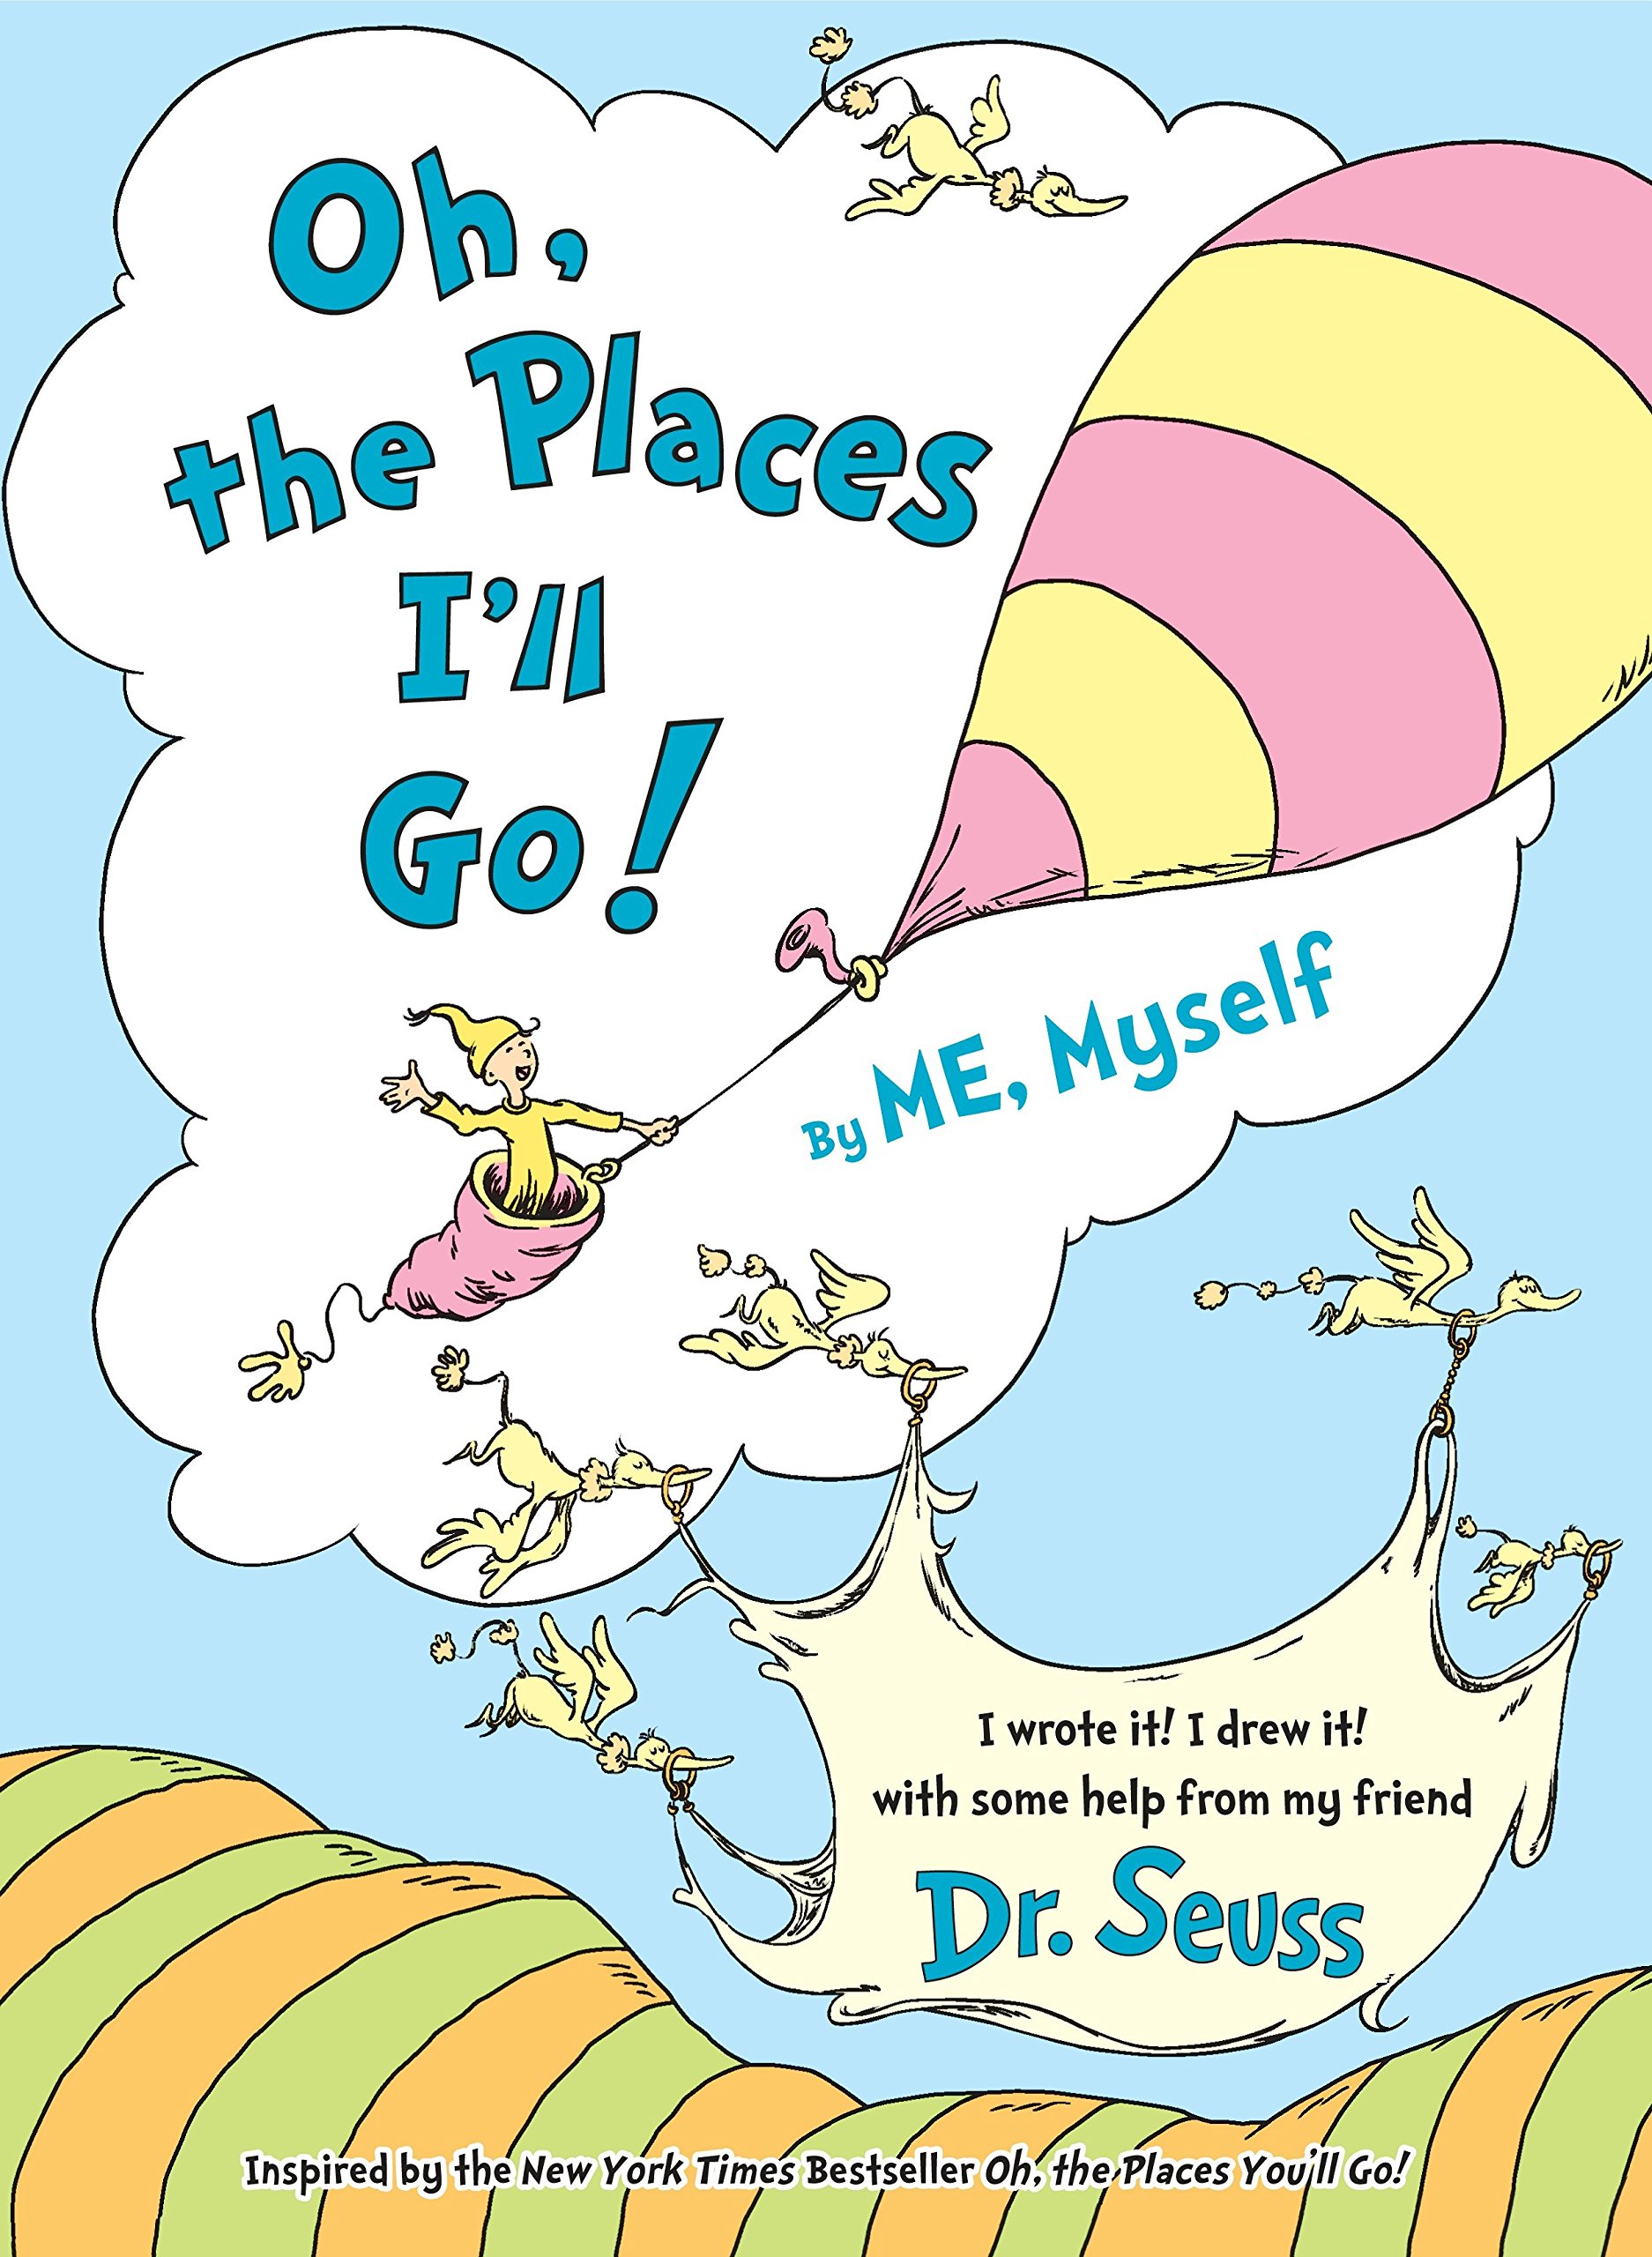 Oh,
the Places
I'll
Go!
By ME, Myself
I wrote it! I drew it!
with some help from my friend
Dr. Seuss
Inspired by the New York Times Bestseller Oh, the Places You'll Go!